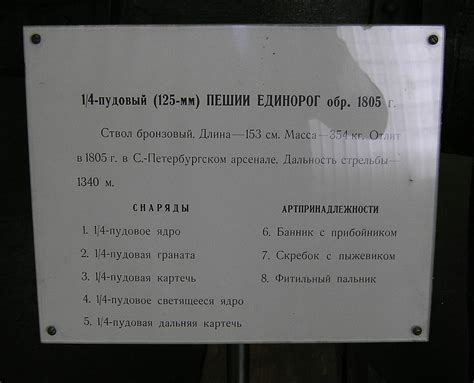 1/4-пудовый (125-мм) ПЕШИИ ЕДИНОРОГ обр. 1805 г.
Ствол бронзовый. Длина—153 см. Масса—354 кг. Отлит
в 1805 г. в С.-Петербургском арсенале. Дальность стрельбы—
1340 м.
СНАРЯДЫ
1. 1/4-пудовое ядро
2. 1/4-пудовая граната
3. 1/4-пудовая картечь
4. 1/4-пудовое светящееся ядро
5. 1/4-пудовая дальняя картечь
АРТПРИНАДЛЕЖНОСТИ
6. Банник с прибойником
7. Скребок с пыжевиком
8. Фитильный пальник